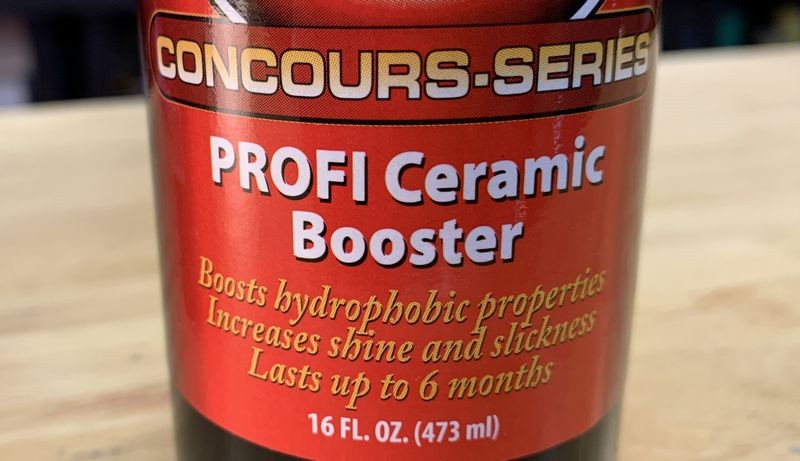 CONCOURS-SERIES
PROFI Ceramic
Booster
Boosts hydrophobic properties
Increases shine and slickness
Lasts up to 6 months
16 FL. OZ. (473 ml)